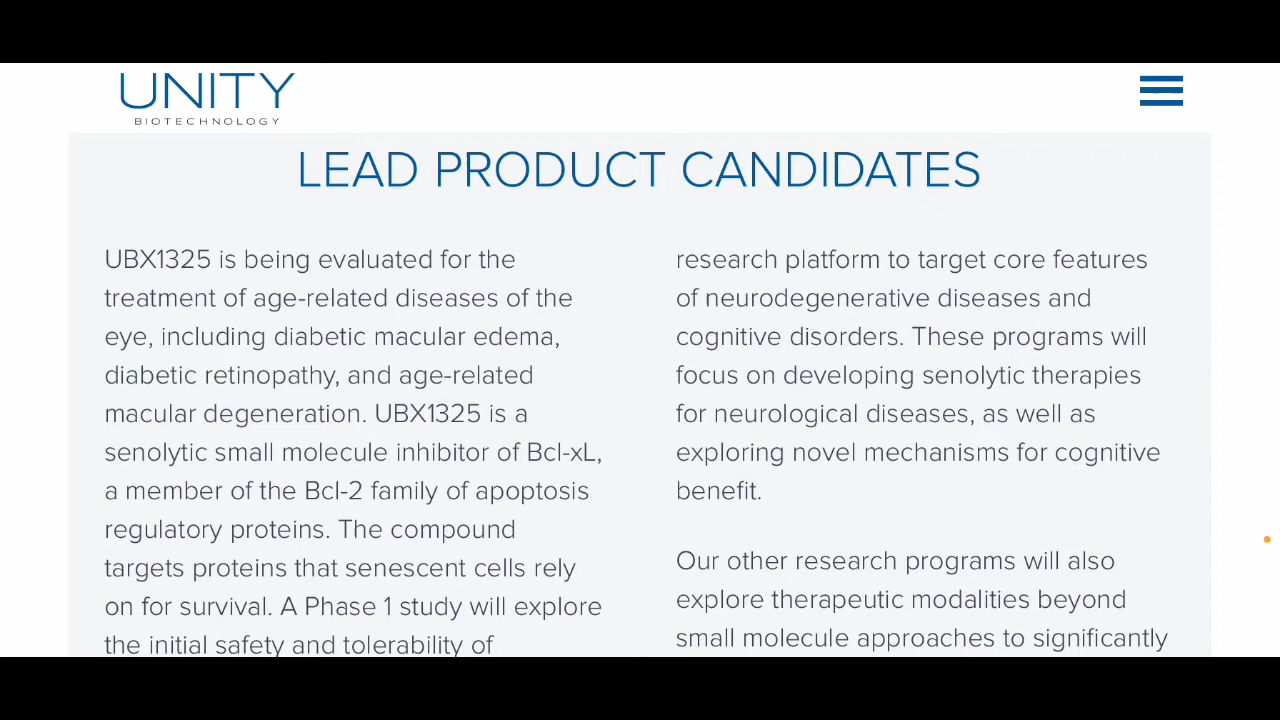 UNITY
BIOTECHNOLOGY
LEAD PRODUCT CANDIDATES
UBX1325 is being evaluated for the
treatment of age-related diseases of the
eye, including diabetic macular edema,
diabetic retinopathy, and age-related
macular degeneration. UBX1325 is a
senolytic small molecule inhibitor of Bcl-xL,
a member of the Bcl-2 family of apoptosis
regulatory proteins. The compound
targets proteins that senescent cells rely
on for survival. A Phase 1 study will explore
the initial safety and tolerability of
research platform to target core features
of neurodegenerative diseases and
cognitive disorders. These programs will
focus on developing senolytic therapies
for neurological diseases, as well as
exploring novel mechanisms for cognitive
benefit.
Our other research programs will also
explore therapeutic modalities beyond
small molecule approaches to significantly